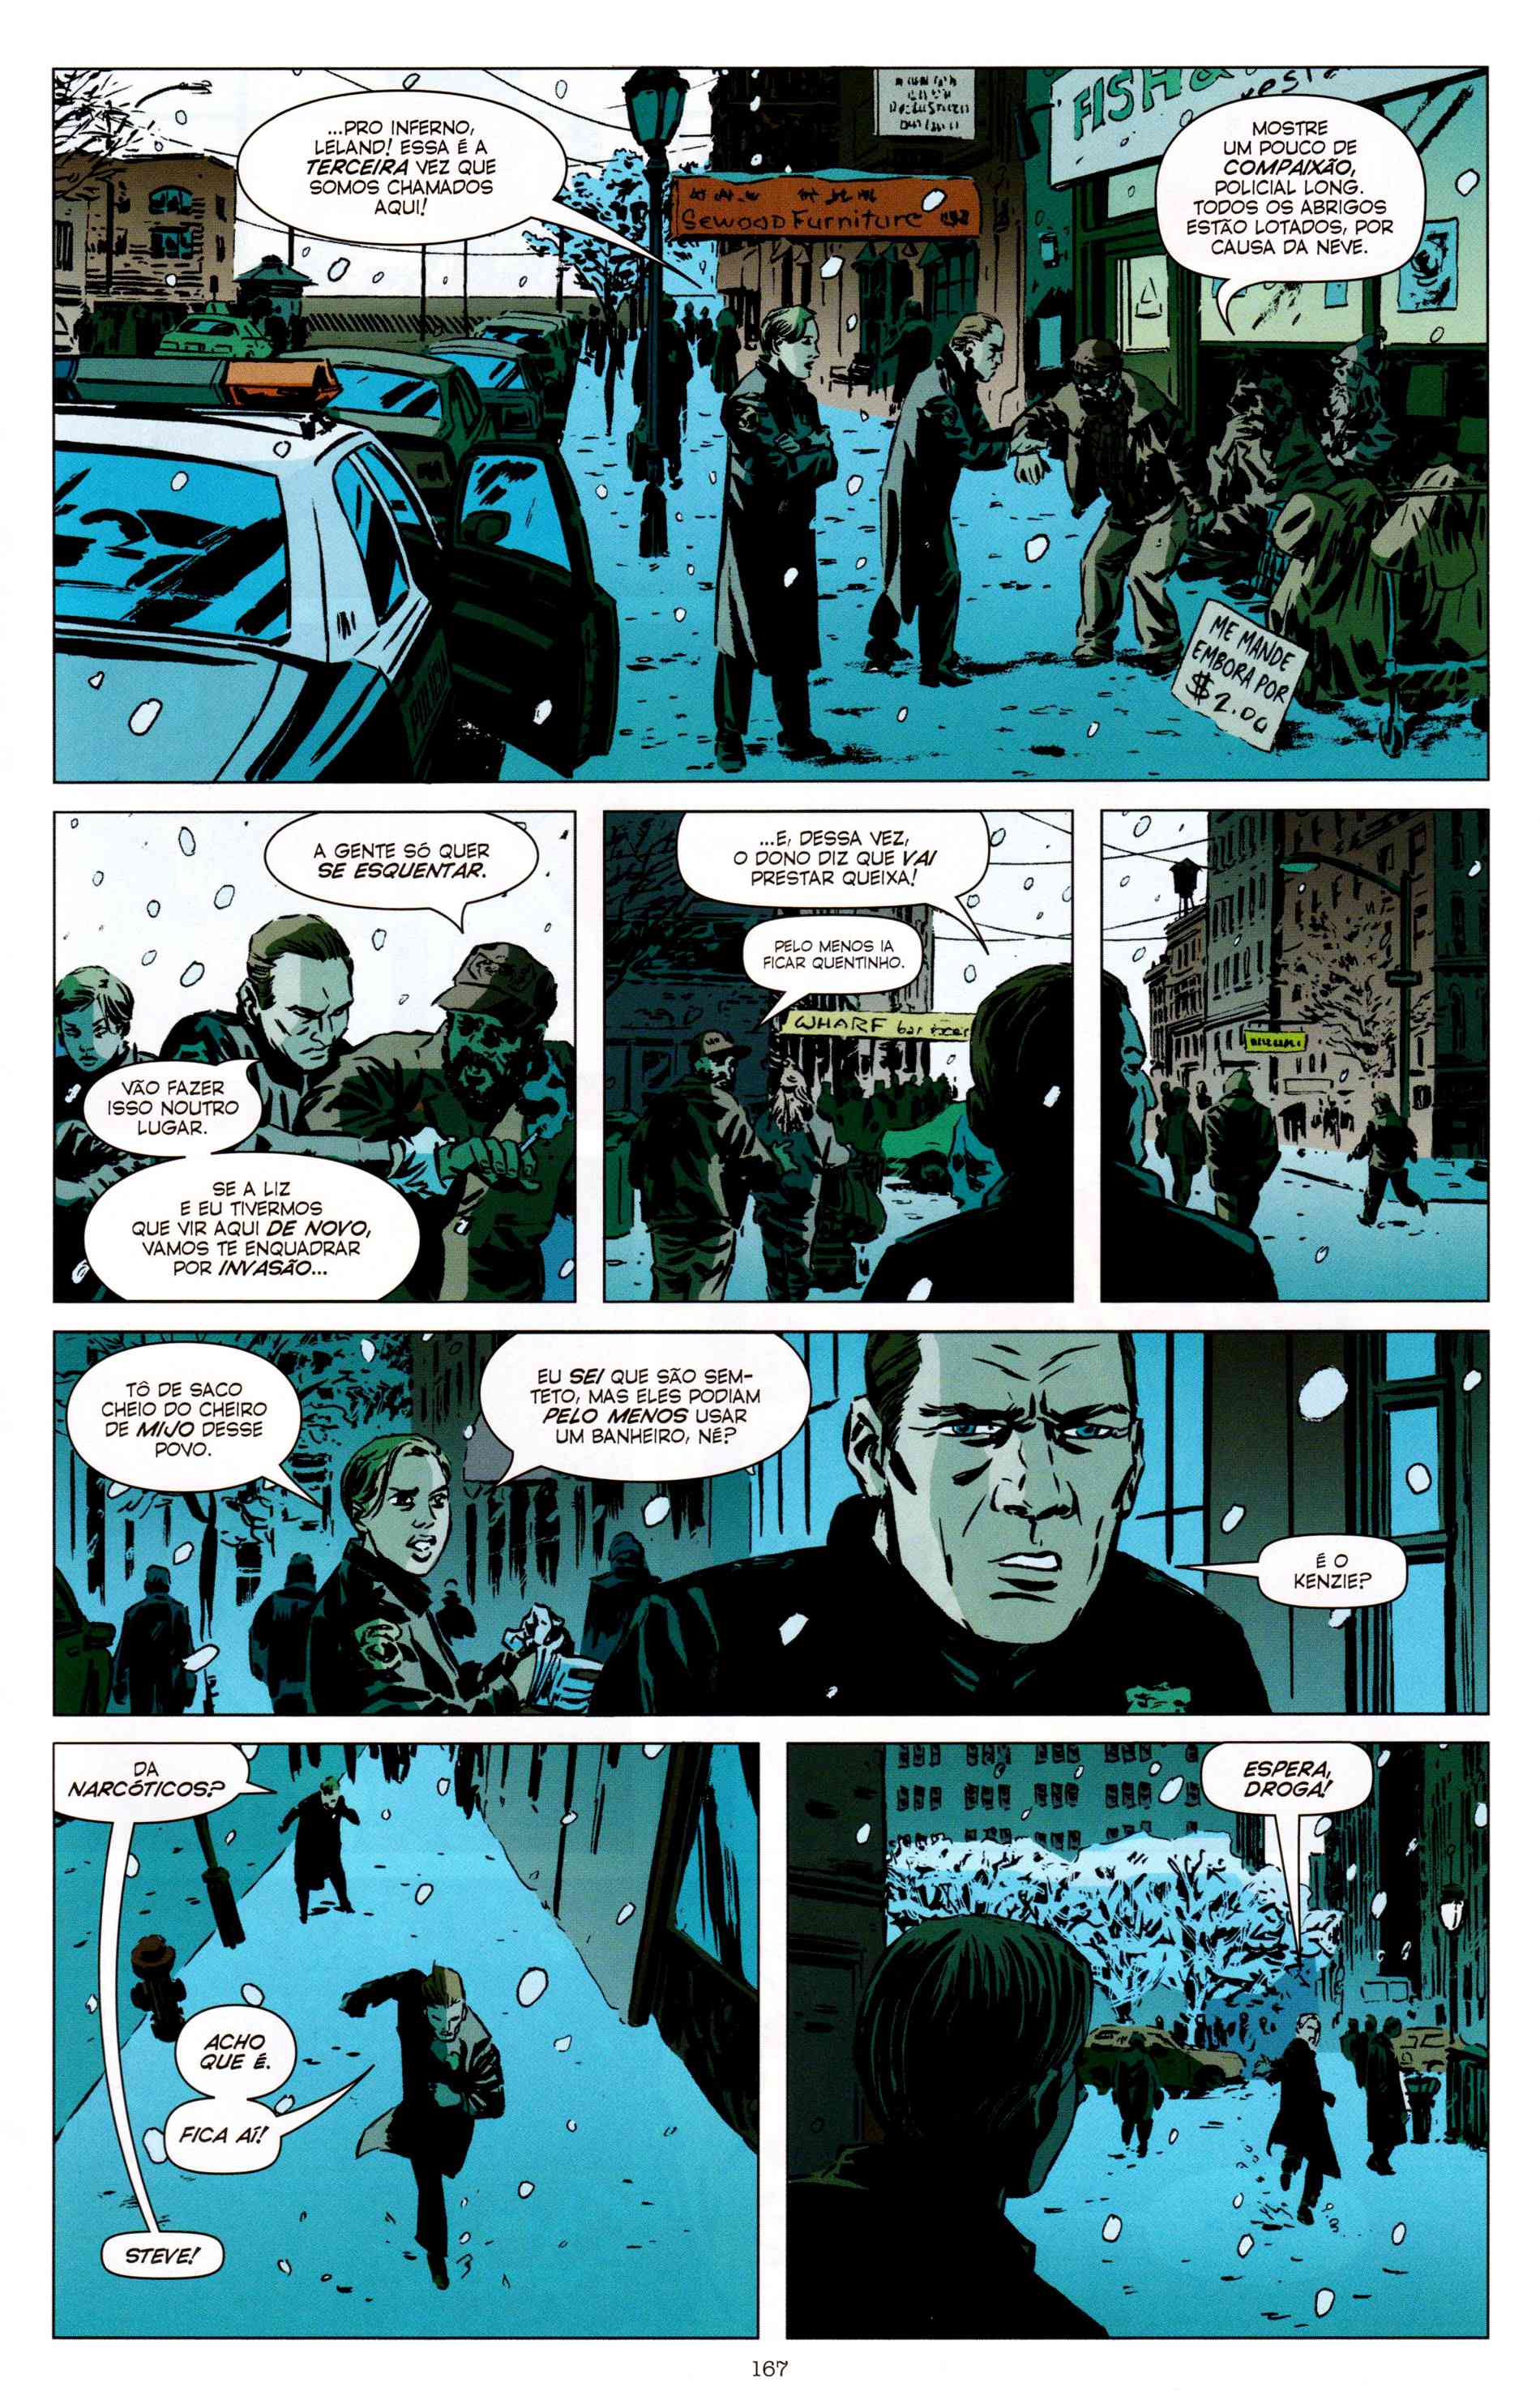 ...PRO INFERNO,
LELAND! ESSA É A
TERCEIRA VEZ QUE
SOMOS CHAMADOS
AQUI!
FISH &
Sewood Furniture
MOSTRE
UM POUCO DE
COMPAIXÃO,
POLICIAL LONG.
TODOS OS ABRIGOS
ESTÃO LOTADOS, POR
CAUSA DA NEVE.
ME MANDE
EMBORA POR
$2.00
A GENTE SÓ QUER
SE ESQUENTAR.
VÃO FAZER
ISSO NOUTRO
LUGAR.
SE A LIZ
E EU TIVERMOS
QUE VIR AQUI DE NOVO,
VAMOS TE ENQUADRAR
POR INVASÃO...
...E, DESSA VEZ,
O DONO DIZ QUE VAI
PRESTAR QUEIXA!
PELO MENOS IA
FICAR QUENTINHO.
WHARF bar
TÔ DE SACO
CHEIO DO CHEIRO
DE MIJO DESSE
POVO.
EU SEI QUE SÃO SEM-
TETO, MAS ELES PODIAM
PELO MENOS USAR
UM BANHEIRO, NÉ?
É O
KENZIE?
DA
NARCÓTICOS?
ACHO
QUE É.
FICA AÍ!
STEVE!
ESPERA,
DROGA!
167